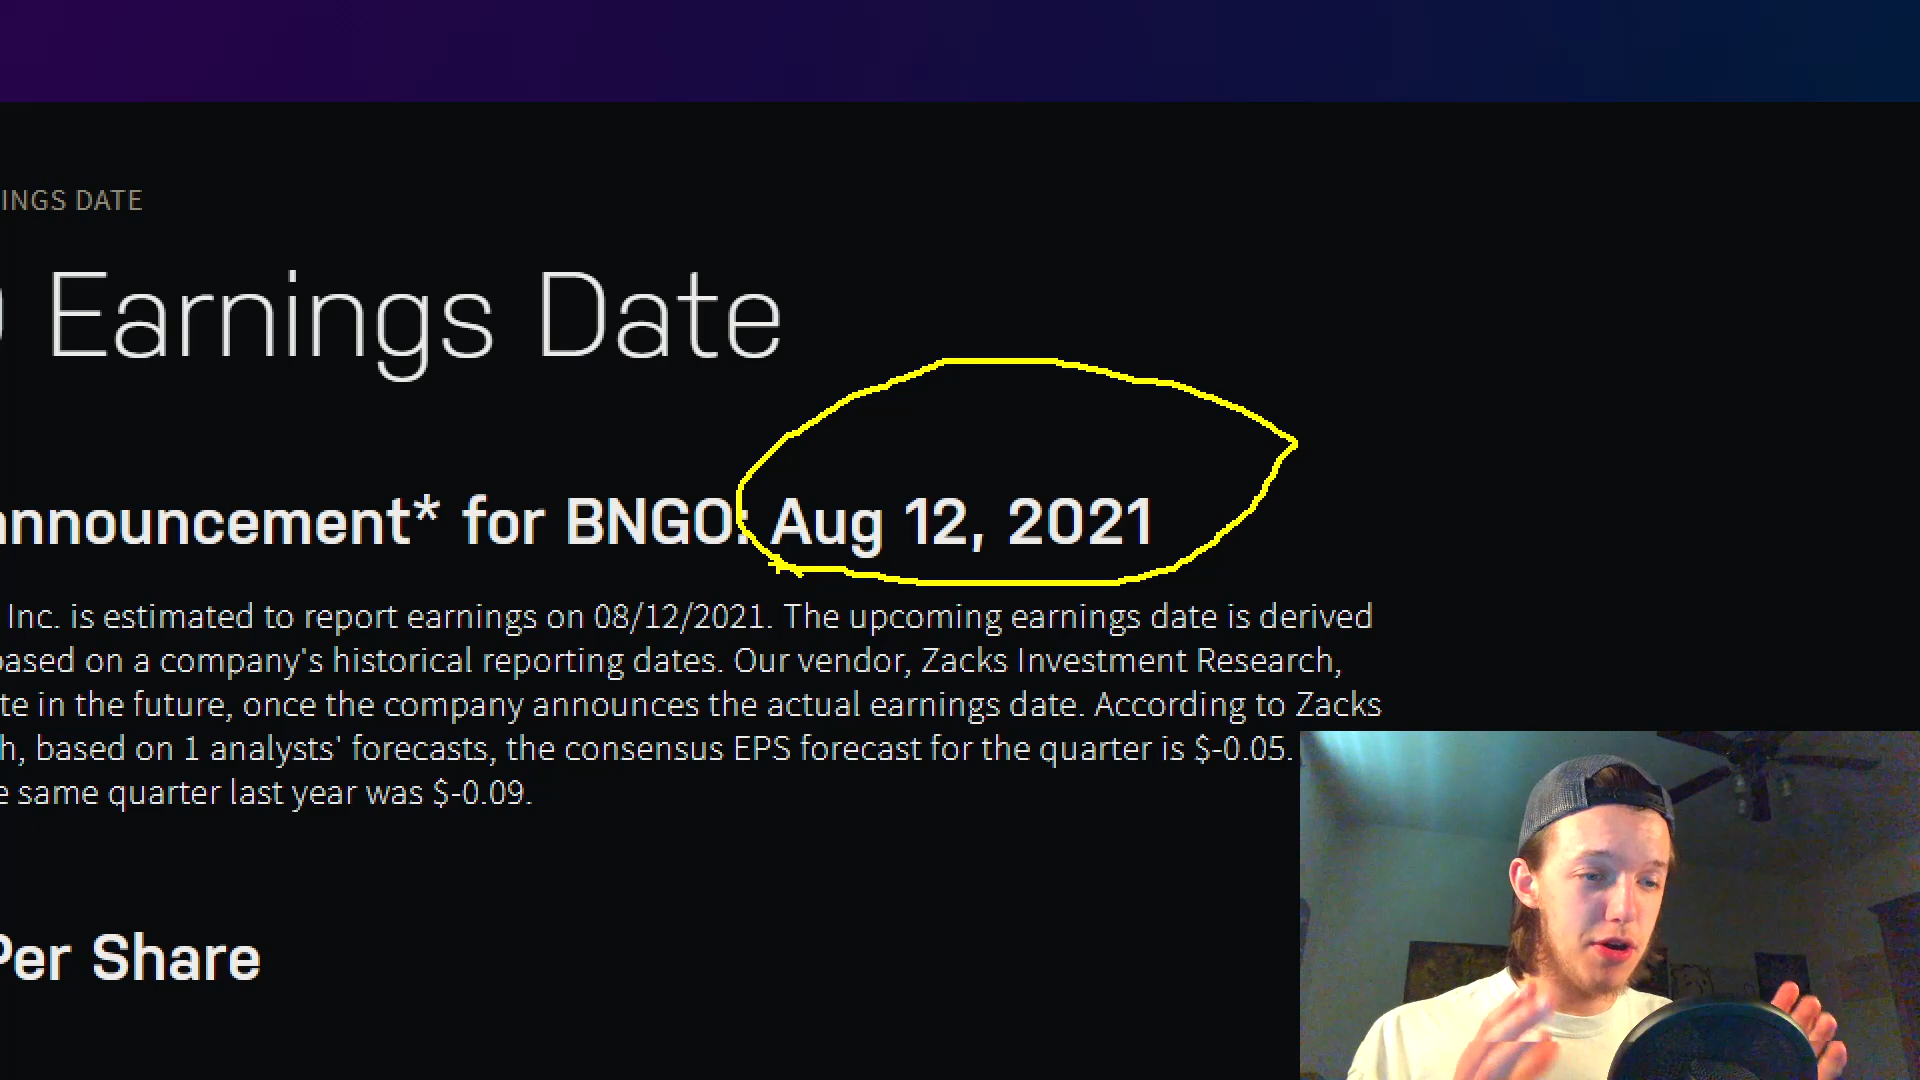 INGS DATE
Earnings Date
announcement* for BNGO: Aug 12, 2021
Inc. is estimated to report earnings on 08/12/2021. The upcoming earnings date is derived
based on a company's historical reporting dates. Our vendor, Zacks Investment Research,
te in the future, once the company announces the actual earnings date. According to Zacks
h, based on 1 analysts' forecasts, the consensus EPS forecast for the quarter is $-0.05.
e same quarter last year was $-0.09.
Per Share